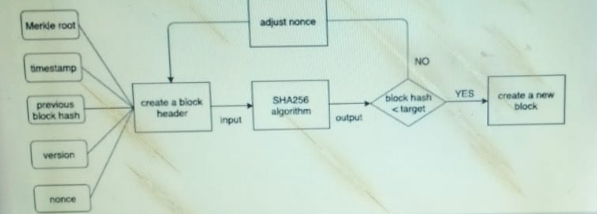 adjust nonce
Merkle root
timestamp
previous
block hash
version
nonce
create a block
header
input
SHA256
algorithm
output
block hash
< target
NO
YES
create a new
block